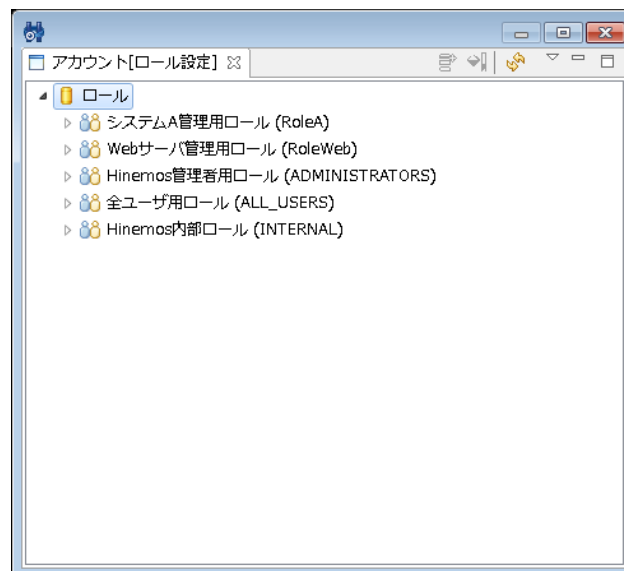 アカウント[ロール設定]
ロール
システムA管理用ロール (RoleA)
Webサーバ管理用ロール (RoleWeb)
Hinemos管理者用ロール (ADMINISTRATORS)
全ユーザ用ロール (ALL_USERS)
Hinemos内部ロール (INTERNAL)